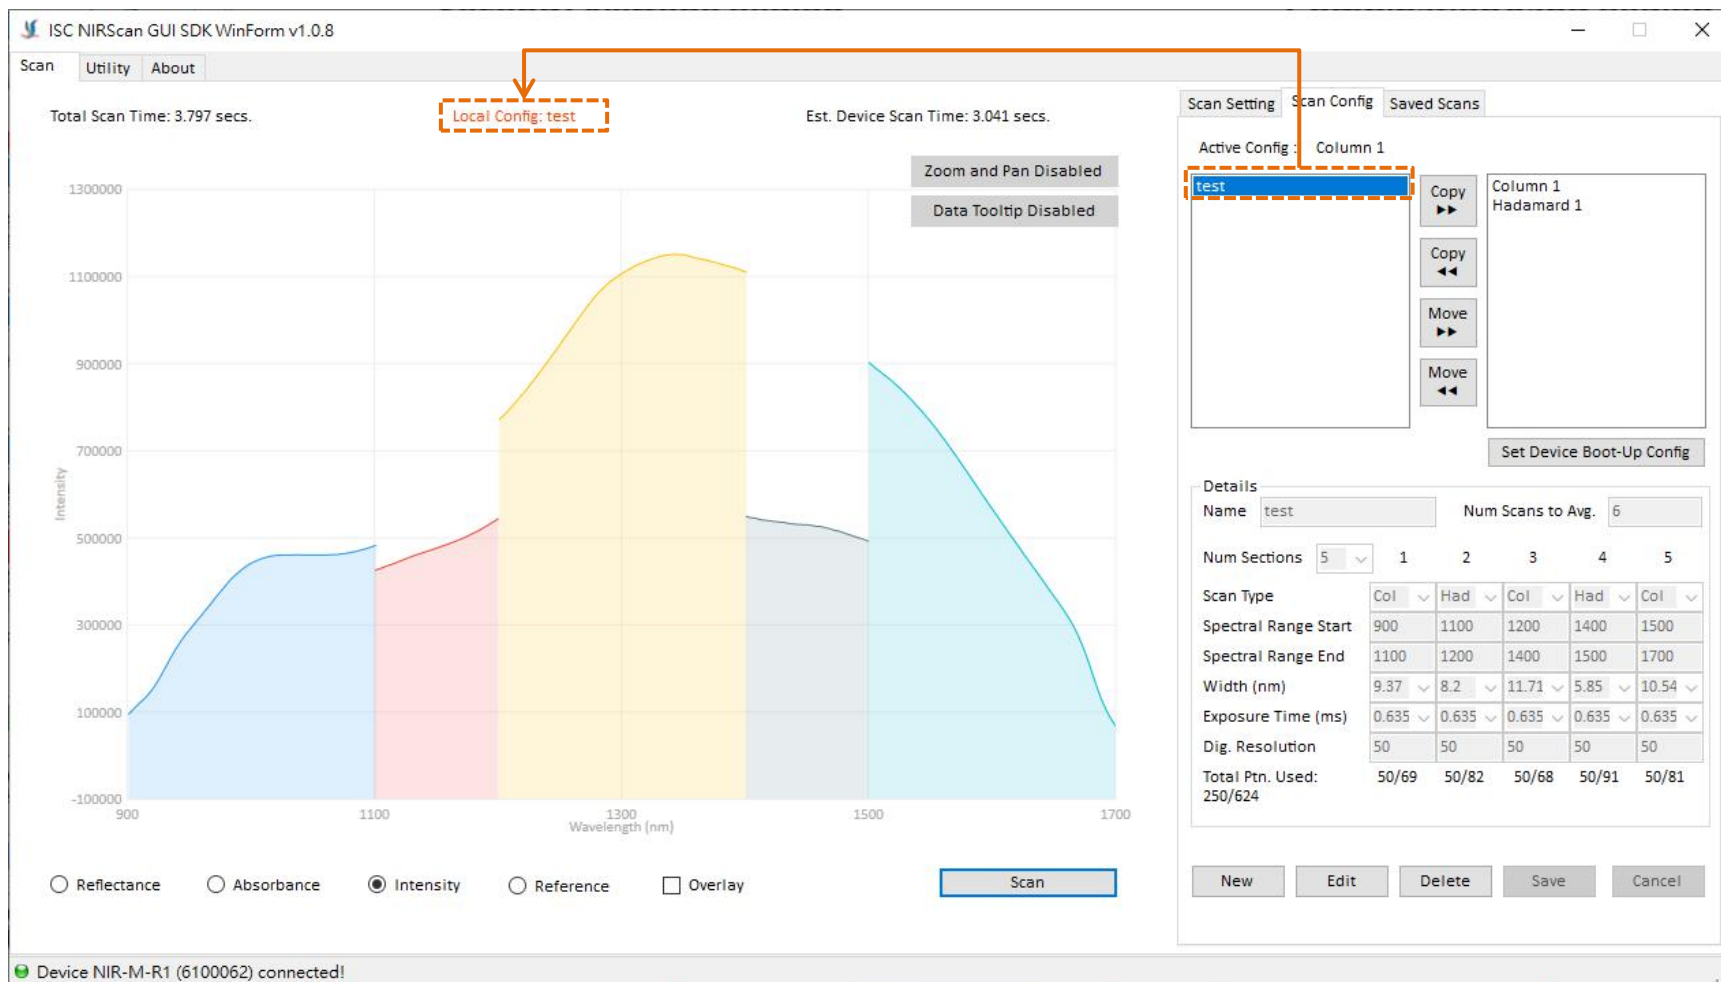 ISC NIRScan GUI SDK WinForm v1.0.8
Scan Utility About
Total Scan Time: 3.797 secs.
Local Config: test
Est. Device Scan Time: 3.041 secs.
Zoom and Pan Disabled
Data Tooltip Disabled
1300000
1100000
900000
700000
500000
300000
100000
-100000
Intensity
900 1100 1300 1500 1700
Wavelength (nm)
Reflectance Absorbance Intensity Reference Overlay
Scan
Scan Setting Scan Config Saved Scans
Active Config : Column 1
test
Copy
▶▶
Copy
◀◀
Move
▶▶
Move
◀◀
Column 1
Hadamard 1
Set Device Boot-Up Config
Details
Name test Num Scans to Avg. 6
Num Sections 5 1 2 3 4 5
Scan Type Col Had Col Had Col
Spectral Range Start 900 1100 1200 1400 1500
Spectral Range End 1100 1200 1400 1500 1700
Width (nm) 9.37 8.2 11.71 5.85 10.54
Exposure Time (ms) 0.635 0.635 0.635 0.635 0.635
Dig. Resolution 50 50 50 50 50
Total Ptn. Used: 50/69 50/82 50/68 50/91 50/81
250/624
New Edit Delete Save Cancel
Device NIR-M-R1 (6100062) connected!